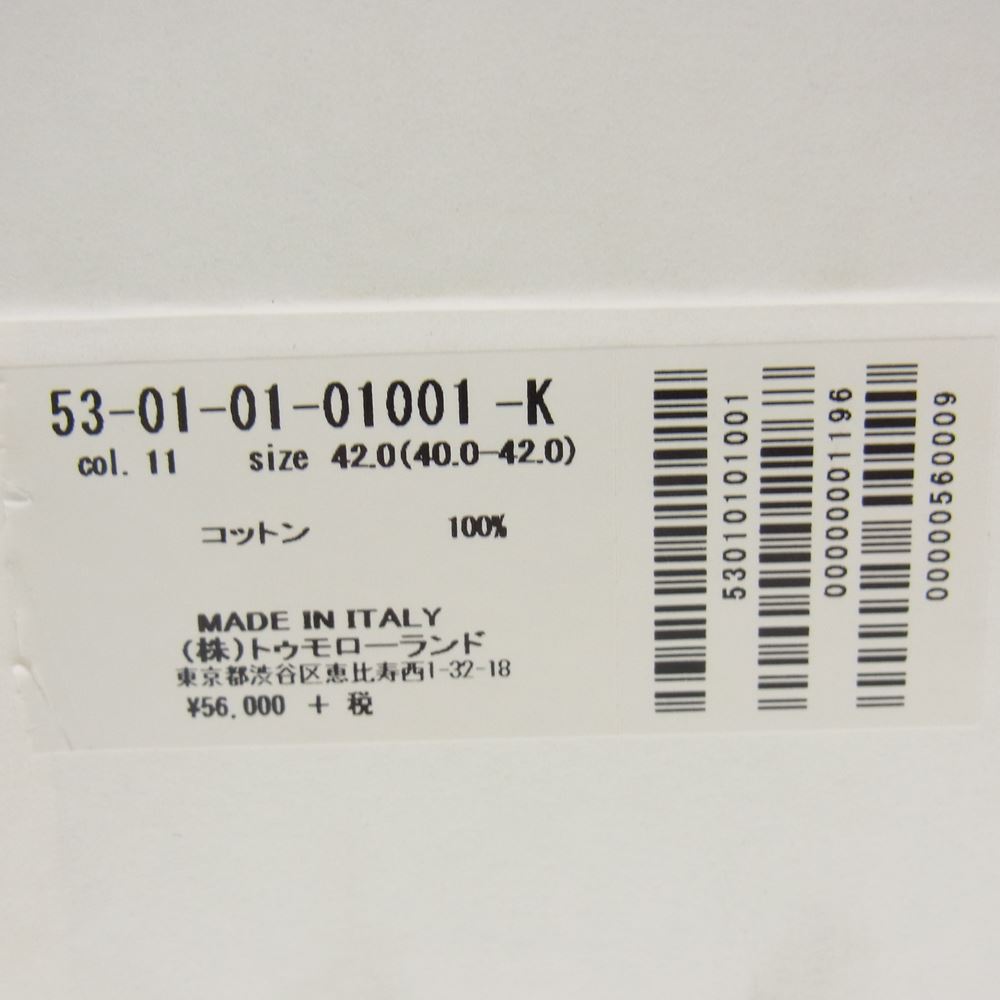 53-01-01-01001 -K
col. 11 size 42.0(40.0-42.0)
コットン 100%
MADE IN ITALY
(株)トゥモローランド
東京都渋谷区恵比寿西1-32-18
¥56,000 + 税
53010101001
000000001196
000000560009